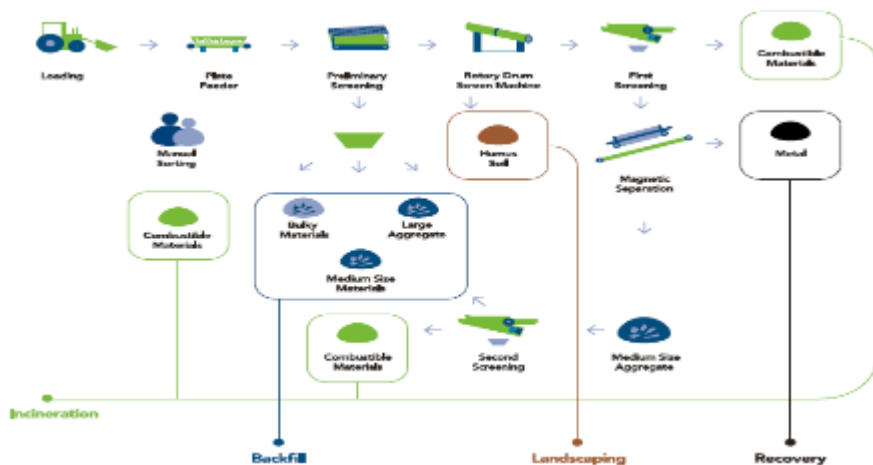 Loading
Plate
Feeder
Preliminary
Screening
Rotary Drum
Screen Machine
First
Screening
Combustible
Materials
Manual
Sorting
Humus
Soil
Magnetic
Separation
Metal
Combustible
Materials
Bulky
Materials
Large
Aggregate
Medium Size
Materials
Combustible
Materials
Second
Screening
Medium Size
Aggregate
Incineration
Backfill
Landscaping
Recovery